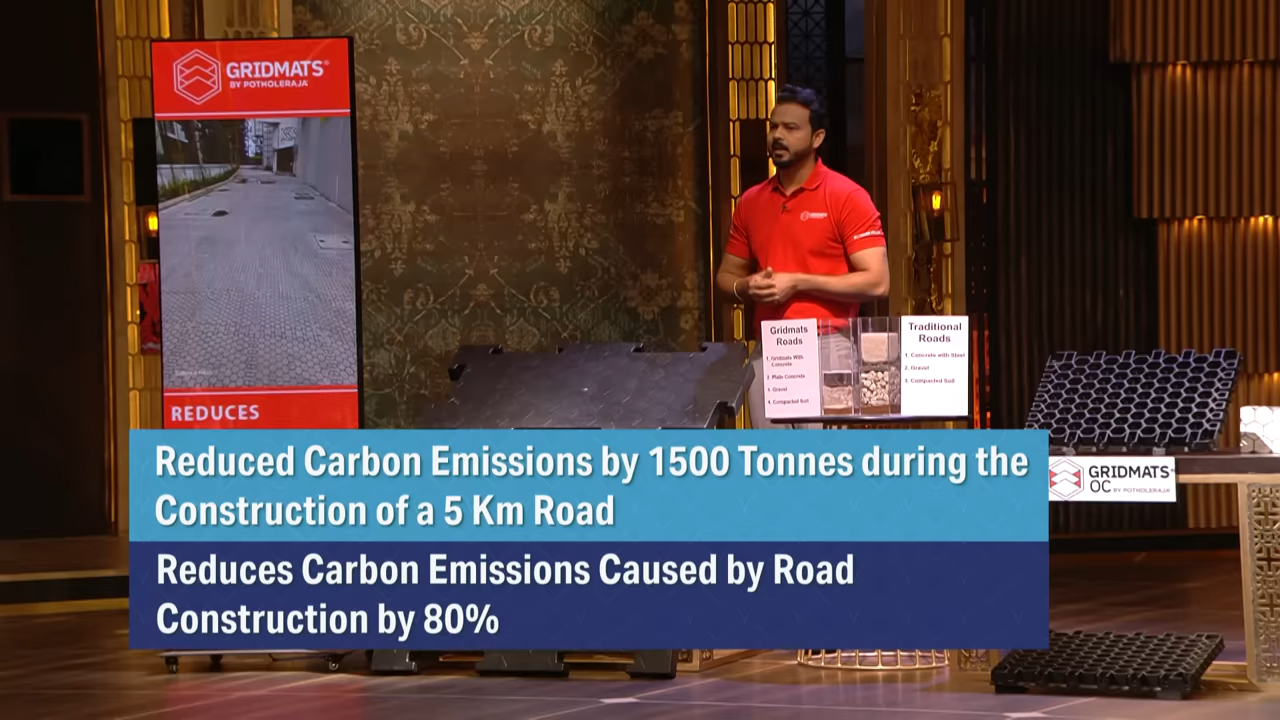 GRIDMATS®
BY POTHOLERAJA
REDUCES
GRIDMATS
Gridmats
Roads
1. Gridmats With
Concrete
2. Plain Concrete
3. Gravel
4. Compacted Soil
Traditional
Roads
1. Concrete with Steel
2. Gravel
3. Compacted Soil
GRIDMATS®
OC BY POTHOLERAJA
Reduced Carbon Emissions by 1500 Tonnes during the
Construction of a 5 Km Road
Reduces Carbon Emissions Caused by Road
Construction by 80%